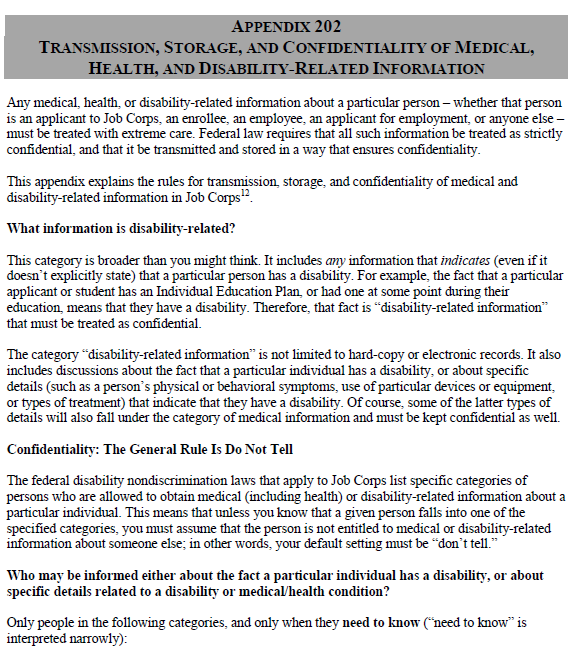 APPENDIX 202
TRANSMISSION, STORAGE, AND CONFIDENTIALITY OF MEDICAL,
HEALTH, AND DISABILITY-RELATED INFORMATION
Any medical, health, or disability-related information about a particular person – whether that person
is an applicant to Job Corps, an enrollee, an employee, an applicant for employment, or anyone else –
must be treated with extreme care. Federal law requires that all such information be treated as strictly
confidential, and that it be transmitted and stored in a way that ensures confidentiality.
This appendix explains the rules for transmission, storage, and confidentiality of medical and
disability-related information in Job Corps12.
What information is disability-related?
This category is broader than you might think. It includes any information that indicates (even if it
doesn't explicitly state) that a particular person has a disability. For example, the fact that a particular
applicant or student has an Individual Education Plan, or had one at some point during their
education, means that they have a disability. Therefore, that fact is “disability-related information”
that must be treated as confidential.
The category “disability-related information” is not limited to hard-copy or electronic records. It also
includes discussions about the fact that a particular individual has a disability, or about specific
details (such as a person's physical or behavioral symptoms, use of particular devices or equipment,
or types of treatment) that indicate that they have a disability. Of course, some of the latter types of
details will also fall under the category of medical information and must be kept confidential as well.
Confidentiality: The General Rule Is Do Not Tell
The federal disability nondiscrimination laws that apply to Job Corps list specific categories of
persons who are allowed to obtain medical (including health) or disability-related information about a
particular individual. This means that unless you know that a given person falls into one of the
specified categories, you must assume that the person is not entitled to medical or disability-related
information about someone else; in other words, your default setting must be “don't tell.”
Who may be informed either about the fact a particular individual has a disability, or about
specific details related to a disability or medical/health condition?
Only people in the following categories, and only when they need to know (“need to know” is
interpreted narrowly):